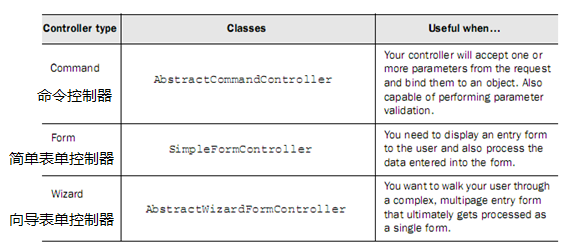 Controller type Classes Useful when...
Command
命令控制器
AbstractCommandController
Your controller will accept one or
more parameters from the request
and bind them to an object. Also
capable of performing parameter
validation.
Form
简单表单控制器
SimpleFormController
You need to display an entry form
to the user and also process the
data entered into the form.
Wizard
向导表单控制器
AbstractWizardFormController
You want to walk your user through
a complex, multipage entry form
that ultimately gets processed as
a single form.